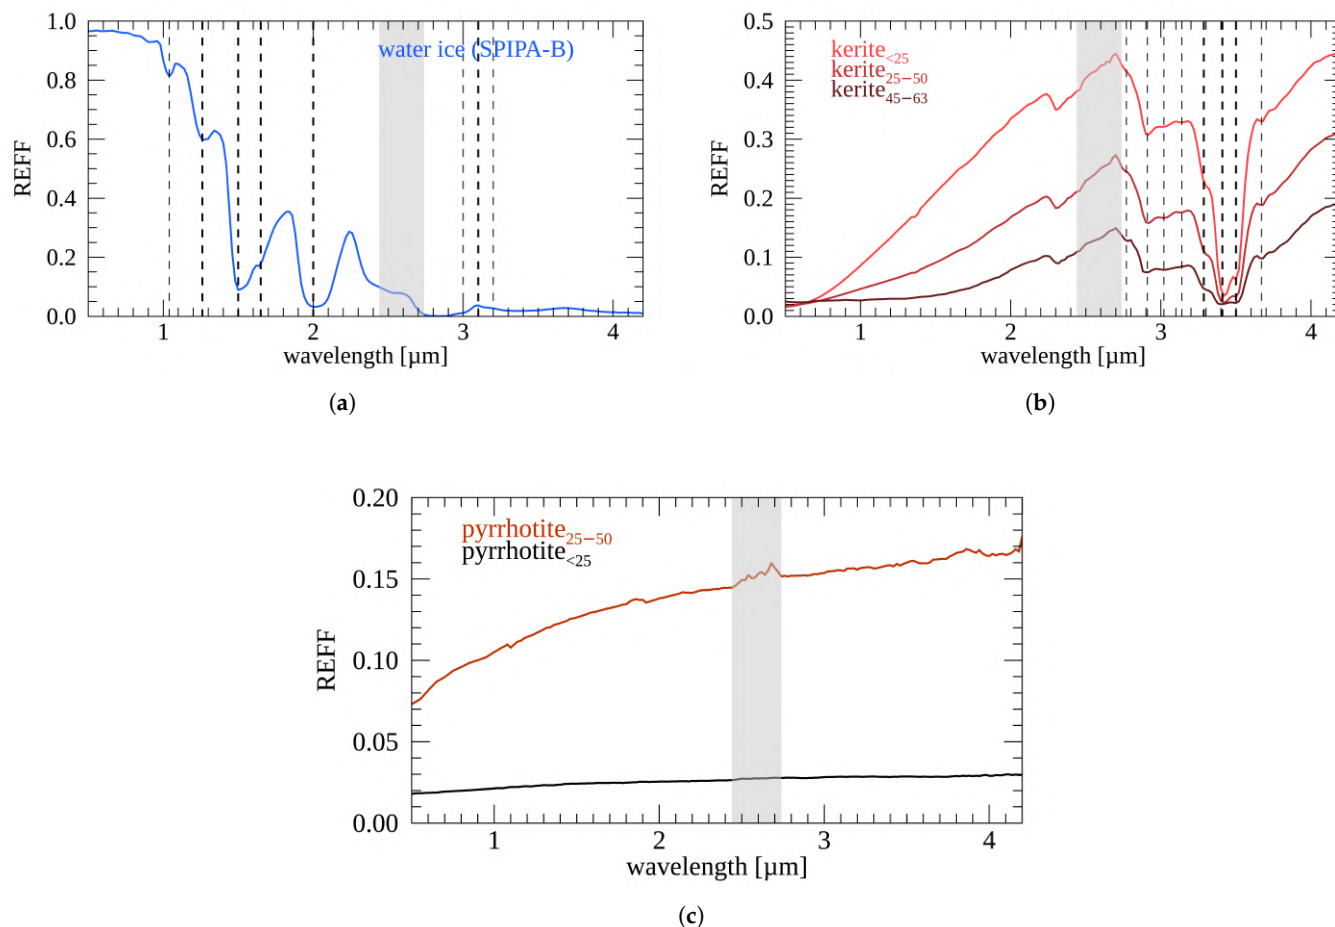 water ice (SPIPA-B)
REFF
1.0
0.8
0.6
0.4
0.2
0.0
1 2 3 4
wavelength [µm]
(a)
kerite<25
kerite25−50
kerite45−63
REFF
0.5
0.4
0.3
0.2
0.1
0.0
1 2 3 4
wavelength [µm]
(b)
pyrrhotite25−50
pyrrhotite<25
REFF
0.20
0.15
0.10
0.05
0.00
1 2 3 4
wavelength [µm]
(c)